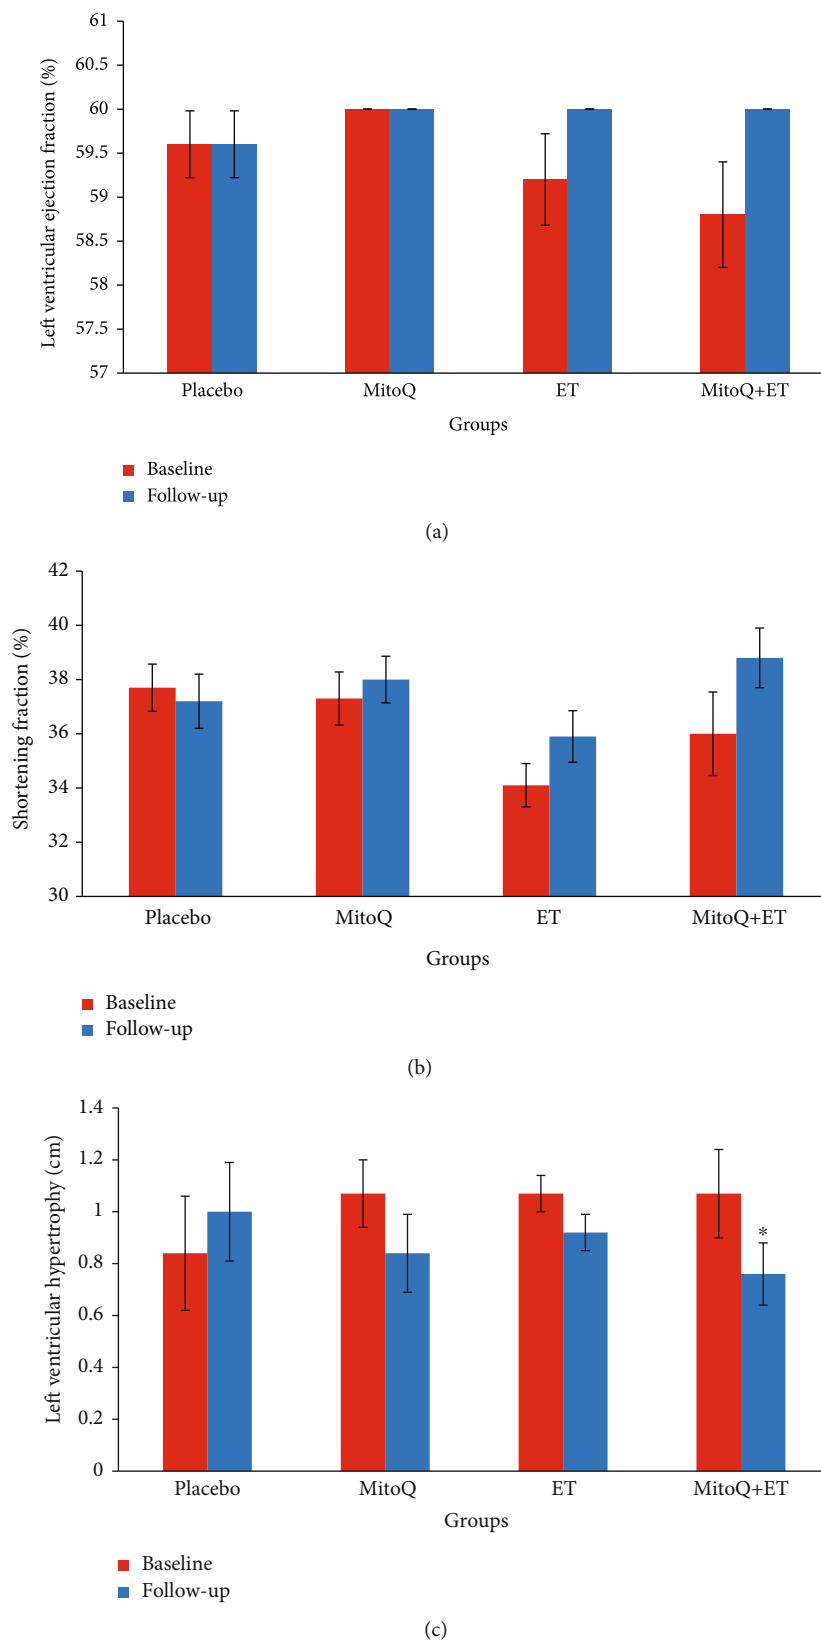 Left ventricular ejection fraction (%)
61
60.5
60
59.5
59
58.5
58
57.5
57
Placebo MitoQ ET MitoQ+ET
Groups
Baseline
Follow-up
(a)
Shortening fraction (%)
42
40
38
36
34
32
30
Placebo MitoQ ET MitoQ+ET
Groups
Baseline
Follow-up
(b)
Left ventricular hypertrophy (cm)
1.4
1.2
1
0.8
0.6
0.4
0.2
0
*
Placebo MitoQ ET MitoQ+ET
Groups
Baseline
Follow-up
(c)